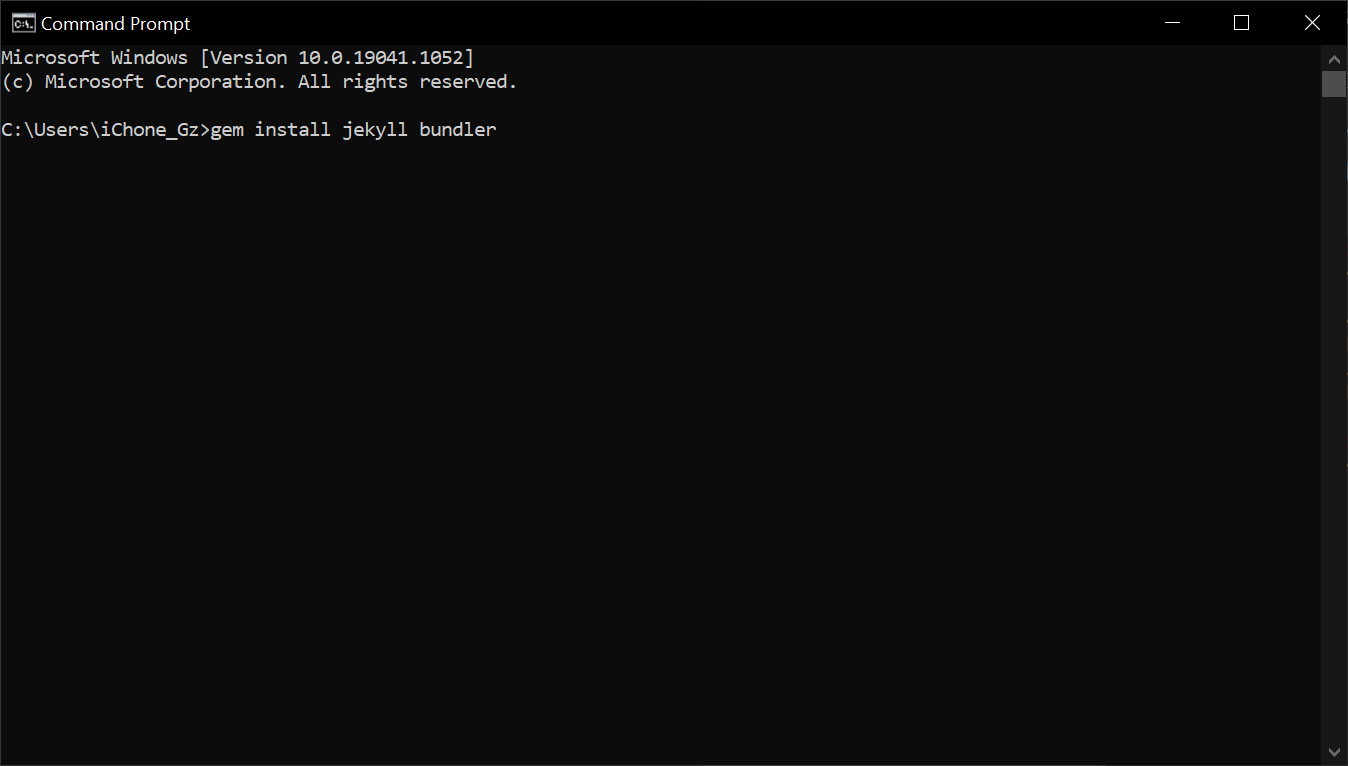 Command Prompt
Microsoft Windows [Version 10.0.19041.1052]
(c) Microsoft Corporation. All rights reserved.
C:\Users\iChone_Gz>gem install jekyll bundler